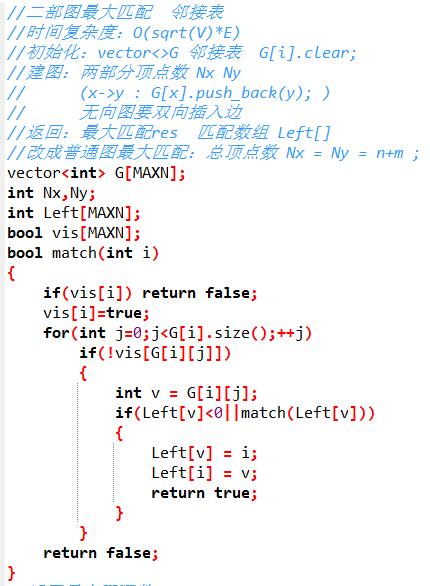 //二部图最大匹配 邻接表
//时间复杂度：O(sqrt(V)*E)
//初始化：vector<>G 邻接表 G[i].clear;
//建图：两部分顶点数 Nx Ny
// (x->y : G[x].push_back(y); )
// 无向图要双向插入边
//返回：最大匹配res 匹配数组 Left[]
//改成普通图最大匹配：总顶点数 Nx = Ny = n+m ;
vector<int> G[MAXN];
int Nx,Ny;
int Left[MAXN];
bool vis[MAXN];
bool match(int i)
{
if(vis[i]) return false;
vis[i]=true;
for(int j=0;j<G[i].size();++j)
if(!vis[G[i][j]])
{
int v = G[i][j];
if(Left[v]<0||match(Left[v]))
{
Left[v] = i;
Left[i] = v;
return true;
}
}
return false;
}